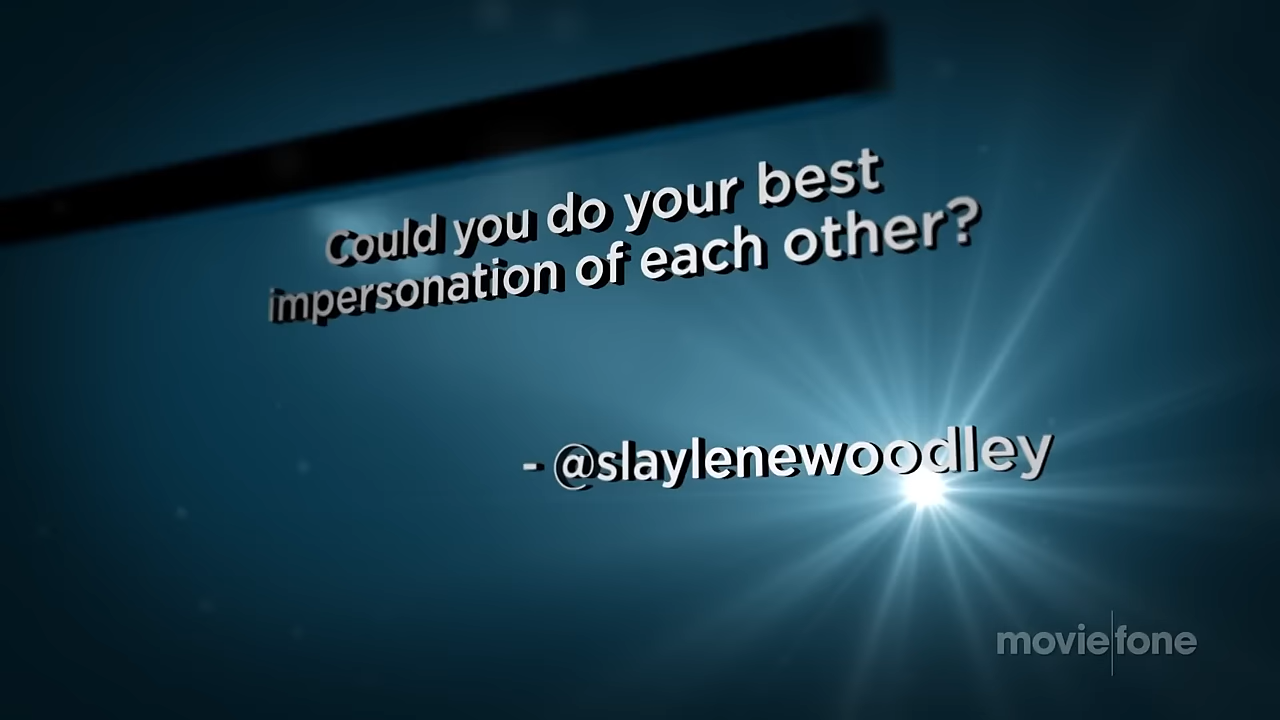 Could you do your best
impersonation of each other?
- @slaylenewoodley
moviefone